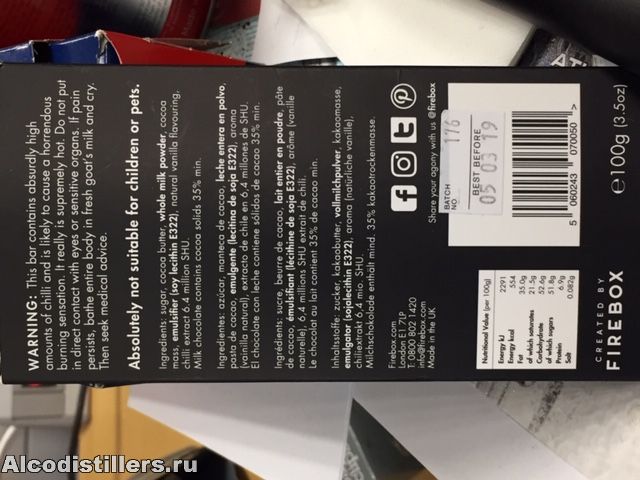 WARNING: This bar contains absurdly high
amounts of chilli and is likely to cause a horrendous
burning sensation. It really is supremely hot. Do not put
in direct contact with eyes or sensitive organs. If pain
persists, bathe entire body in fresh goat's milk and cry.
Then seek medical advice.
Absolutely not suitable for children or pets.
Ingredients: sugar, cocoa butter, whole milk powder, cocoa
mass, emulsifier (soy lecithin E322), natural vanilla flavouring,
chilli extract 6.4 million SHU.
Milk chocolate contains cocoa solids 35% min.
Ingredientes: azúcar, manteca de cacao, leche entera en polvo,
pasta de cacao, emulgente (lecitina de soja E322), aroma
(vainilla natural), extracto de chile en 6,4 millones de SHU.
El chocolate con leche contiene sólidos de cacao 35% min.
Ingrédients: sucre, beurre de cacao, lait entier en poudre, pâte
de cacao, émulsifiant (lécithine de soja E322), arôme (vanille
naturelle), 6,4 millions SHU extrait de chili.
Le chocolat au lait contient 35% de cacao min.
Inhaltsstoffe: zucker, kakaobutter, vollmilchpulver, kakaomasse,
emulgator (sojalecithin E322), aroma (natürliche vanille),
chiliextrakt 6,4 mio. SHU.
Milchschokolade enthält mind. 35% kakaotrockenmasse.
Firebox.com
London E1 7LP
T: 0800 802 1420
info@firebox.com
Made in the UK
Share your agony with us @firebox
Nutritional Value (per 100g)
Energy kJ 2291
Energy kcal 554
Fat 35.0g
of which saturates 21.5g
Carbohydrate 52.6g
of which sugars 51.8g
Protein 6.9g
Salt 0.082g
BATCH NO. 176
BEST BEFORE
05 03 19
5 060243 070050 >
CREATED BY
FIREBOX
e100g (3.5oz)
Alcodistillers.ru